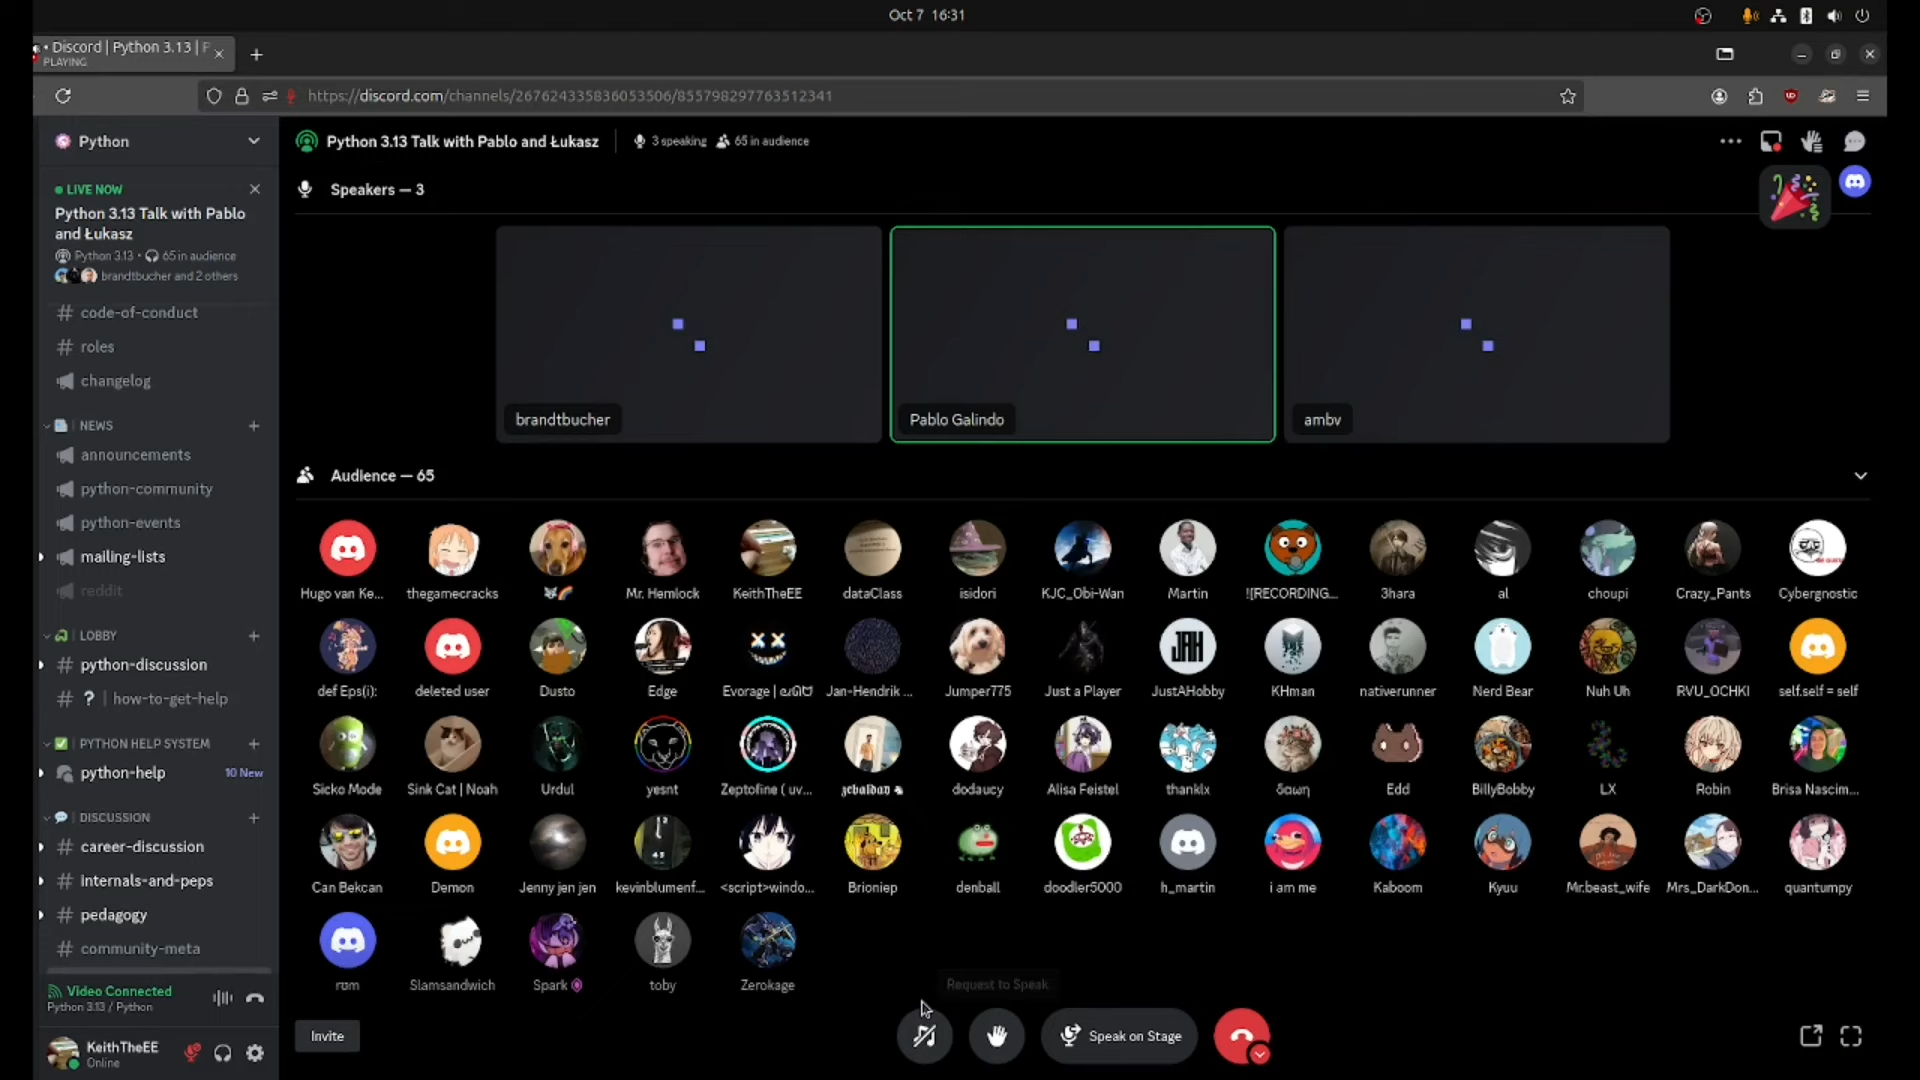 Oct 7 16:31
• Discord | Python 3.13 | P
PLAYING
https://discord.com/channels/267624335836053506/855798297763512341
Python
Python 3.13 Talk with Pablo and Łukasz
3 speaking
65 in audience
LIVE NOW
Python 3.13 Talk with Pablo
and Łukasz
Python 3.13 • 65 in audience
brandtbucher and 2 others
# code-of-conduct
# roles
changelog
NEWS
announcements
python-community
python-events
mailing-lists
reddit
LOBBY
# python-discussion
# ? | how-to-get-help
PYTHON HELP SYSTEM
python-help 10 New
DISCUSSION
# career-discussion
# internals-and-peps
# pedagogy
# community-meta
Video Connected
Python 3.13 / Python
KeithTheEE
Online
Speakers — 3
brandtbucher
Pablo Galindo
ambv
Audience — 65
Hugo van Ke... thegamecracks Mr. Hemlock KeithTheEE dataClass isidori KJC_Obi-Wan Martin ![RECORDING... 3hara al choupi Crazy_Pants Cybergnostic
JAH
def Eps(i): deleted user Dusto Edge Evorage | Jan-Hendrik ... Jumper775 Just a Player JustAHobby KHman nativerunner Nerd Bear Nuh Uh RVU_OCHKI self.self = self
Sicko Mode Sink Cat | Noah Urdul yesnt Zeptofine ( uv... dodaucy Alisa Feistel thanklx Edd BillyBobby LX Robin Brisa Nascim...
Can Bekcan Demon Jenny jen jen kevinblumenf... <script>windo... Brioniep denball doodler5000 h_martin i am me Kaboom Kyuu Mr.beast_wife Mrs_DarkDon... quantumpy
rom Slamsandwich Spark toby Zerokage
Request to Speak
Invite
Speak on Stage